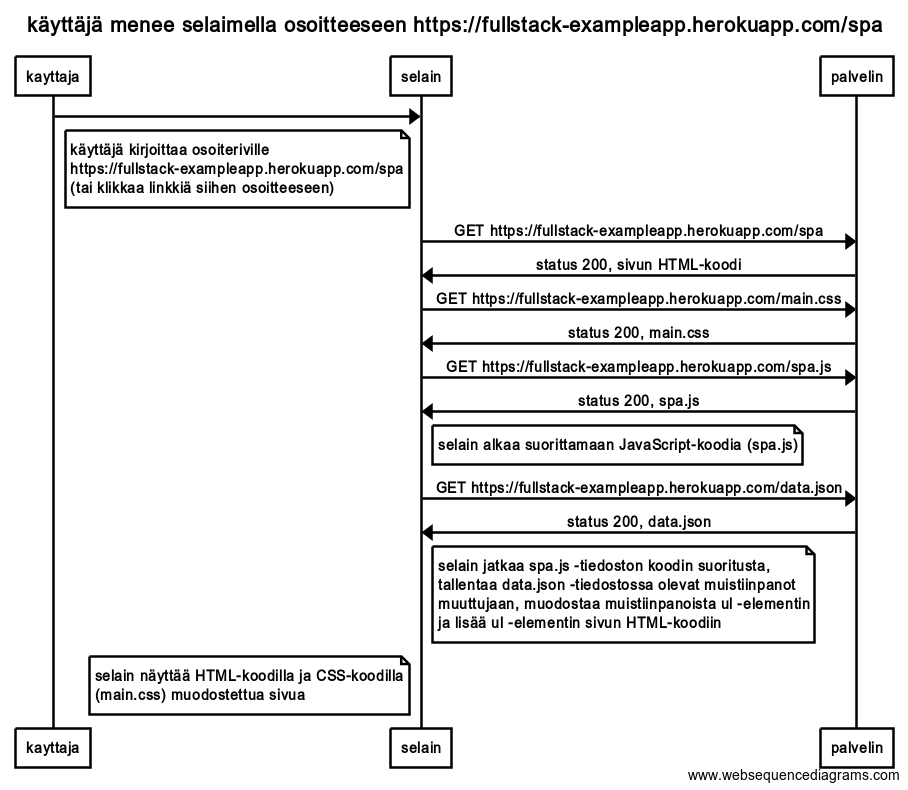 käyttäjä menee selaimella osoitteeseen https://fullstack-exampleapp.herokuapp.com/spa
kayttaja
selain
palvelin
käyttäjä kirjoittaa osoiteriville
https://fullstack-exampleapp.herokuapp.com/spa
(tai klikkaa linkkiä siihen osoitteeseen)
GET https://fullstack-exampleapp.herokuapp.com/spa
status 200, sivun HTML-koodi
GET https://fullstack-exampleapp.herokuapp.com/main.css
status 200, main.css
GET https://fullstack-exampleapp.herokuapp.com/spa.js
status 200, spa.js
selain alkaa suorittamaan JavaScript-koodia (spa.js)
GET https://fullstack-exampleapp.herokuapp.com/data.json
status 200, data.json
selain jatkaa spa.js -tiedoston koodin suoritusta,
tallentaa data.json -tiedostossa olevat muistiinpanot
muuttujaan, muodostaa muistiinpanoista ul -elementin
ja lisää ul -elementin sivun HTML-koodiin
selain näyttää HTML-koodilla ja CSS-koodilla
(main.css) muodostettua sivua
kayttaja
selain
palvelin
www.websequencediagrams.com